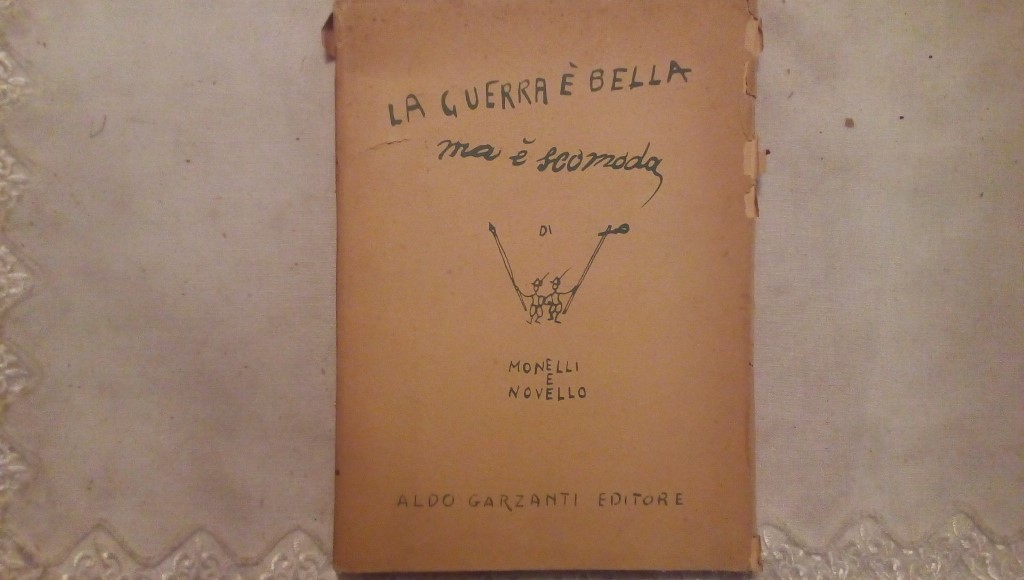 LA GUERRA È BELLA
ma è scomoda
DI
MONELLI
E
NOVELLO
ALDO GARZANTI EDITORE